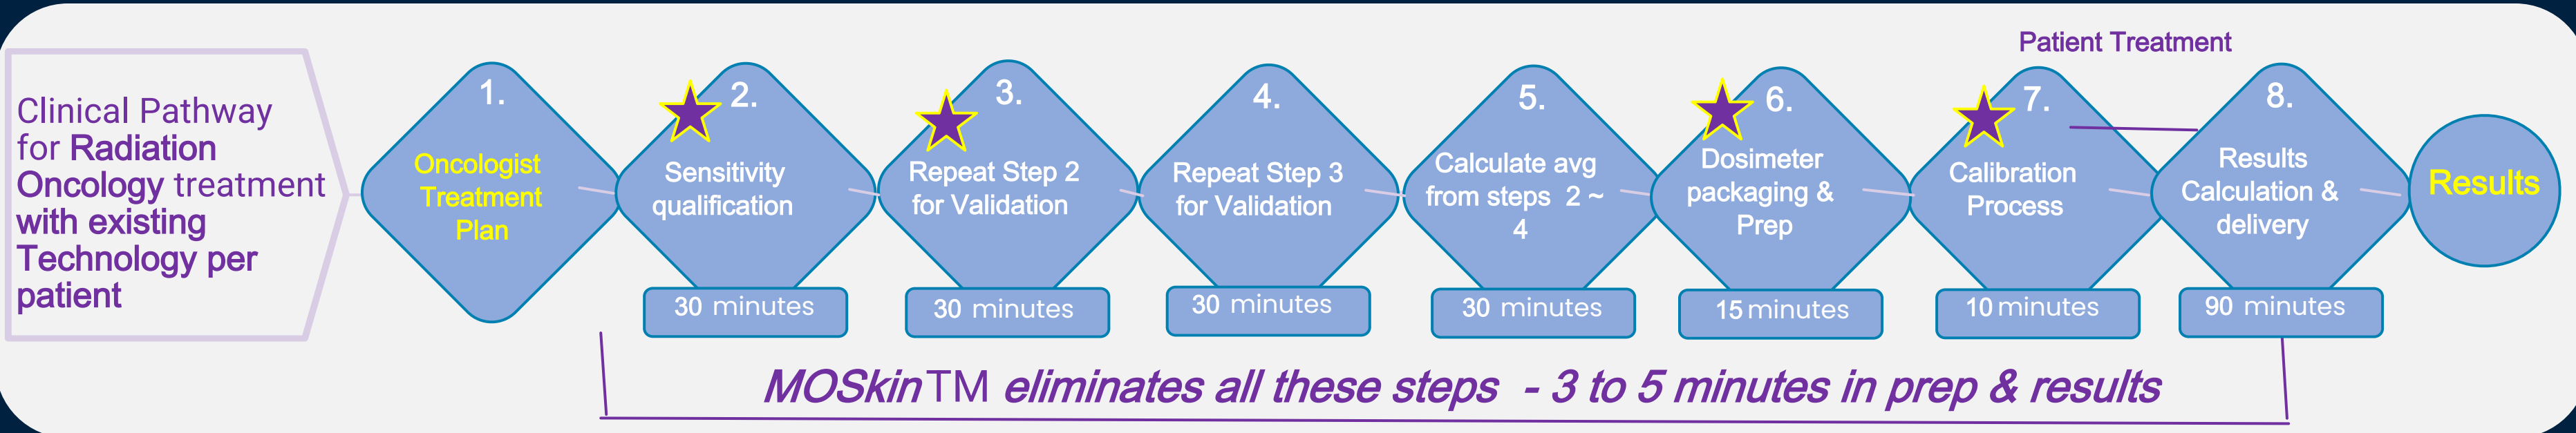 Patient Treatment
Clinical Pathway
for Radiation
Oncology treatment
with existing
Technology per
patient
1.
Oncologist
Treatment
Plan
2.
Sensitivity
qualification
30 minutes
3.
Repeat Step 2
for Validation
30 minutes
4.
Repeat Step 3
for Validation
30 minutes
5.
Calculate avg
from steps 2 ~
4
30 minutes
6.
Dosimeter
packaging &
Prep
15 minutes
7.
Calibration
Process
10 minutes
8.
Results
Calculation &
delivery
90 minutes
Results
MOSkinTM eliminates all these steps - 3 to 5 minutes in prep & results